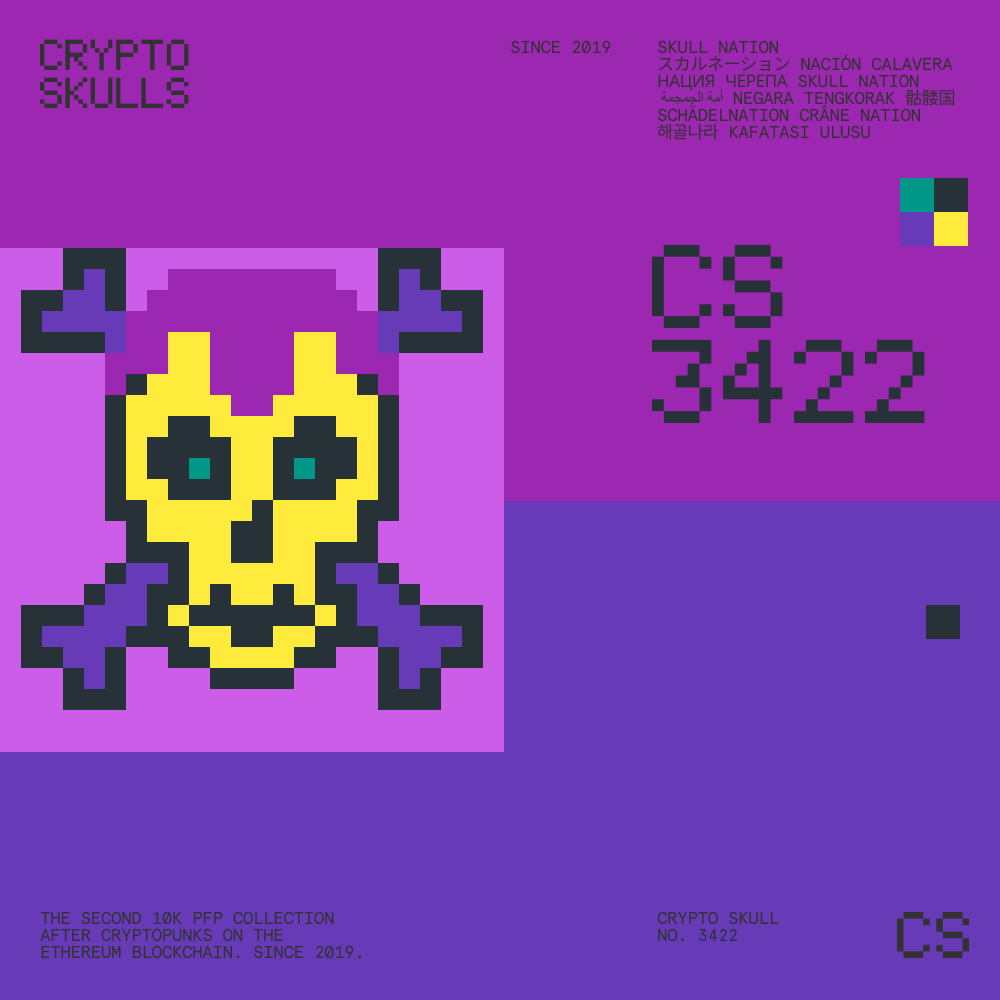 CRYPTO
SKULLS
SINCE 2019
SKULL NATION
スカルネーション NACIÓN CALAVERA
НАЦИЯ ЧЕРЕПА SKULL NATION
أمة الجمجمة NEGARA TENGKORAK 骷髅国
SCHÄDELNATION CRÂNE NATION
해골나라 KAFATASI ULUSU
CS
3422
THE SECOND 10K PFP COLLECTION
AFTER CRYPTOPUNKS ON THE
ETHEREUM BLOCKCHAIN. SINCE 2019.
CRYPTO SKULL
NO. 3422
CS